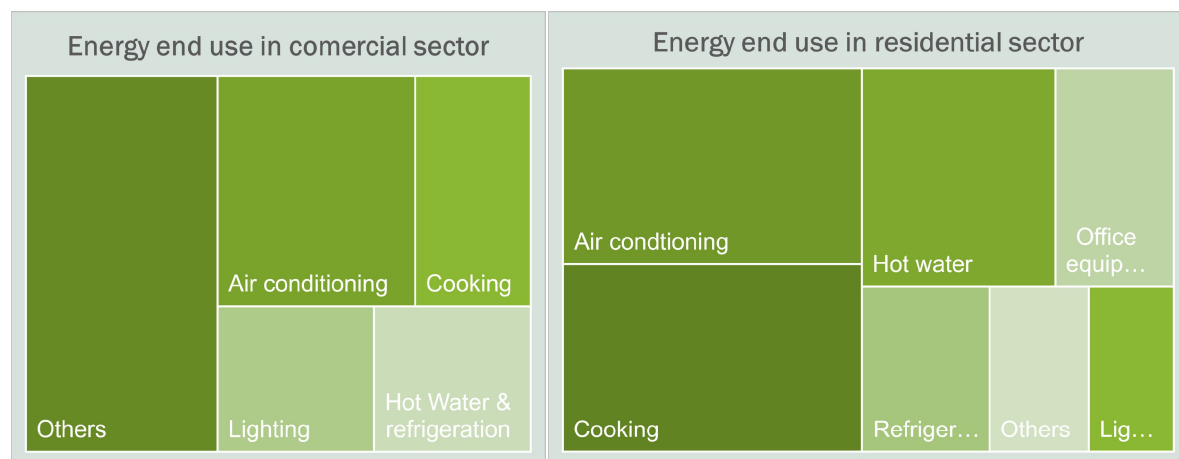 Energy end use in comercial sector
Others
Air conditioning
Cooking
Lighting
Hot Water &
refrigeration
Energy end use in residential sector
Air condtioning
Cooking
Hot water
Office
equip…
Refriger…
Others
Lig…